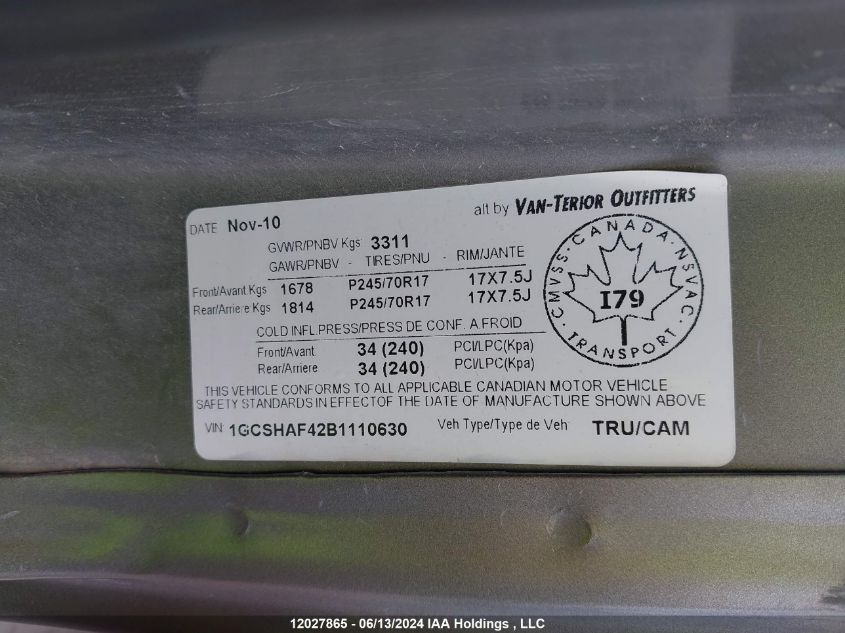 DATE Nov-10
alt by VAN-TERIOR OUTFITTERS
GVWR/PNBV Kgs 3311
GAWR/PNBV - TIRES/PNU - RIM/JANTE
Front/Avant Kgs 1678 P245/70R17 17X7.5J
Rear/Arriere Kgs 1814 P245/70R17 17X7.5J
CMVSS·CANADA·NSVAC·TRANSPORT·
I79
COLD INFL.PRESS/PRESS DE CONF. A.FROID
Front/Avant 34 (240) PCI/LPC(Kpa)
Rear/Arriere 34 (240) PCI/LPC(Kpa)
THIS VEHICLE CONFORMS TO ALL APPLICABLE CANADIAN MOTOR VEHICLE
SAFETY STANDARDS IN EFFECT OF THE DATE OF MANUFACTURE SHOWN ABOVE
VIN: 1GCSHAF42B1110630 Veh Type/Type de Veh TRU/CAM
12027865 - 06/13/2024 IAA Holdings , LLC